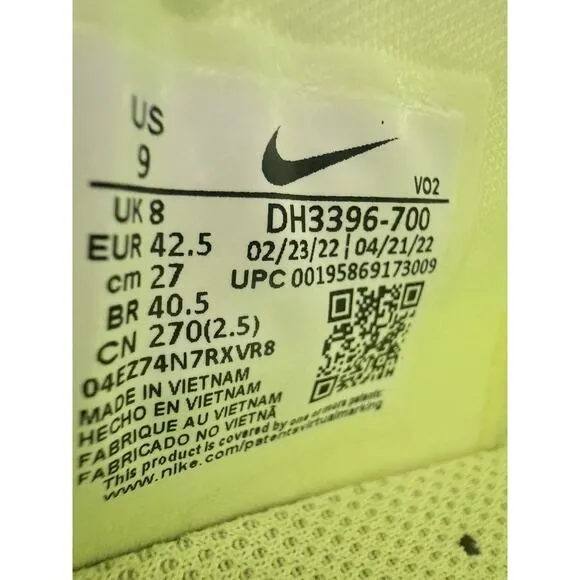 US
9
VO2
UK 8
DH3396-700
EUR 42.5
02/23/22 | 04/21/22
cm 27
UPC 00195869173009
BR 40.5
CN 270(2.5)
04EZ74N7RXVR8
MADE IN VIETNAM
HECHO EN VIETNAM
FABRIQUE AU VIETNAM
FABRICADO NO VIETNÃ
This product is covered by one or more patents:
www.nike.com/patentsvirtualmarking